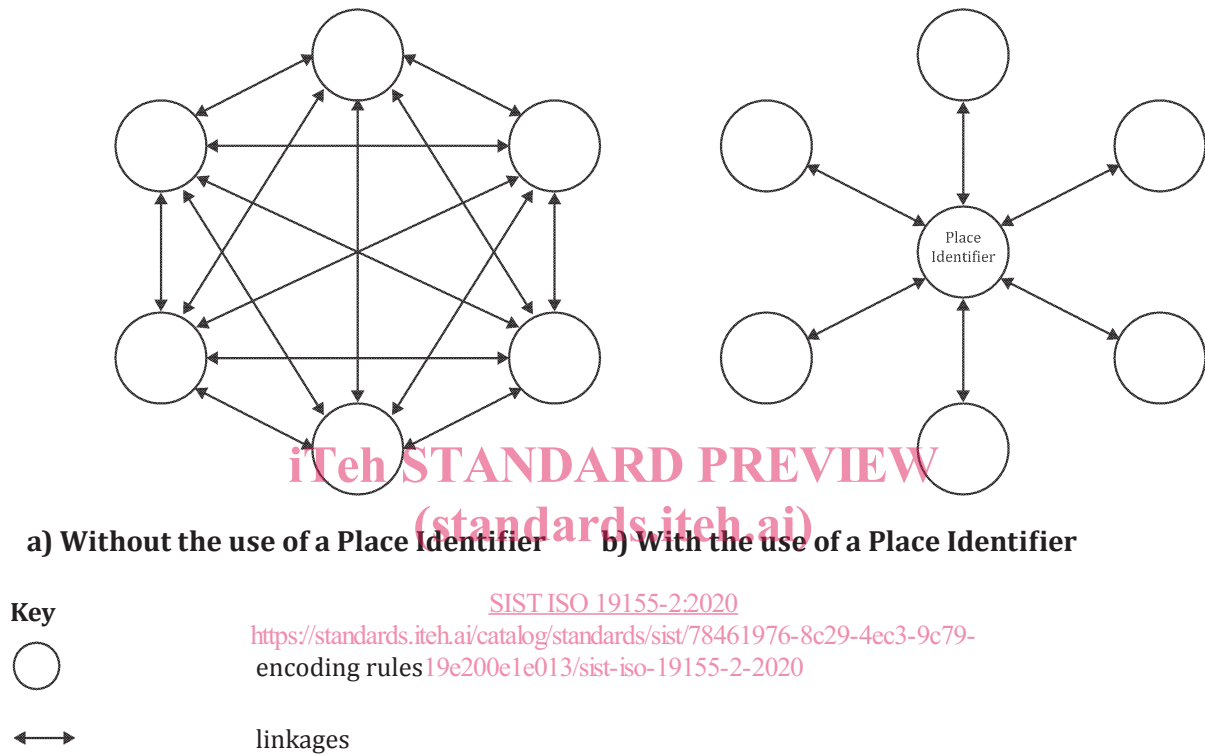 Place
Identifier
iTeh STANDARD PREVIEW
(standards.iteh.ai)
a) Without the use of a Place Identifier
b) With the use of a Place Identifier
Key
SIST ISO 19155-2:2020
https://standards.iteh.ai/catalog/standards/sist/78461976-8c29-4ec3-9c79-
encoding rules 19e200e1e013/sist-iso-19155-2-2020
linkages